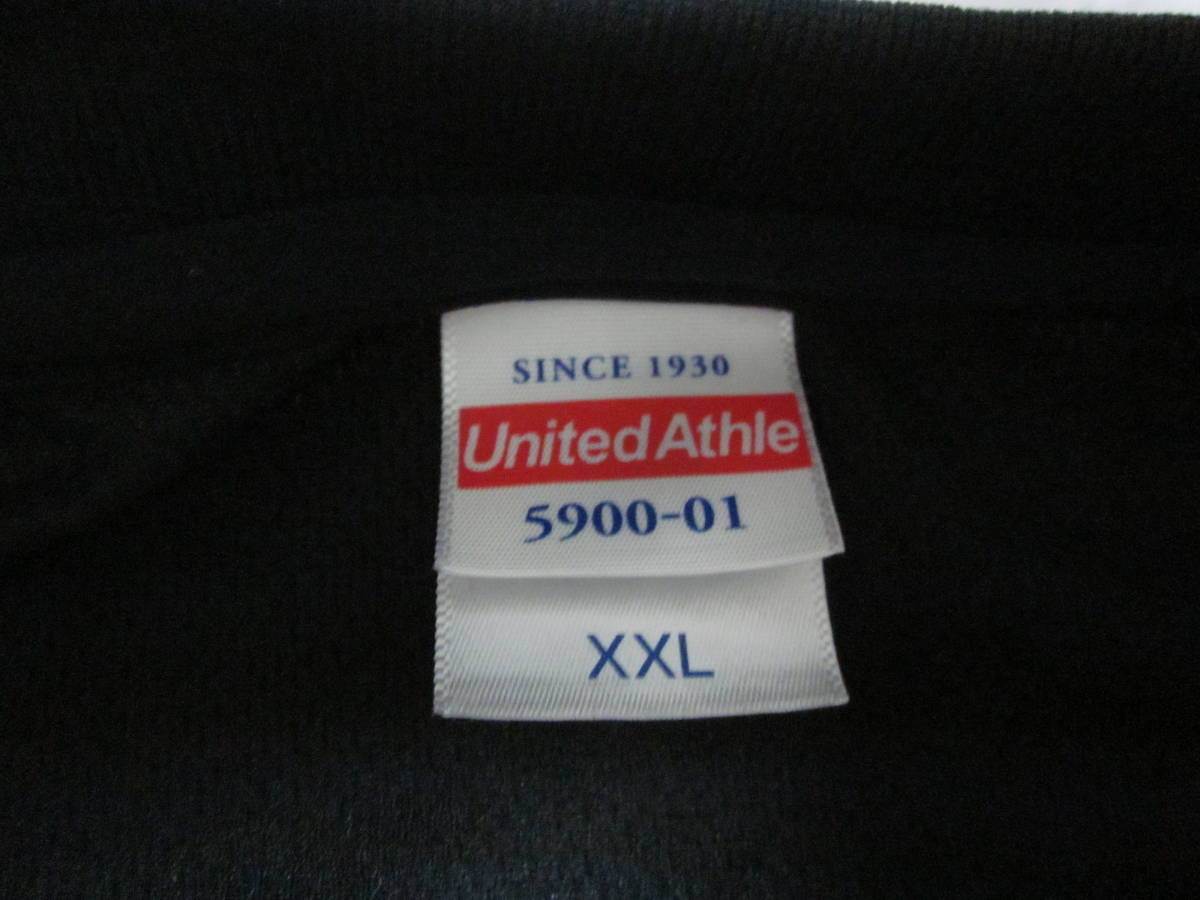 SINCE 1930
United Athle
5900-01
XXL